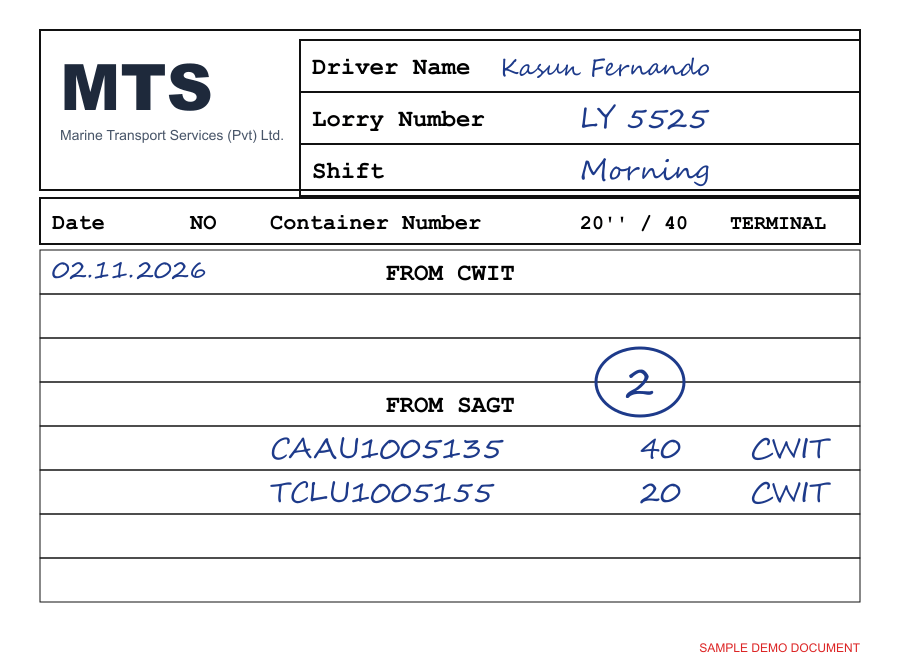 MTS
Marine Transport Services (Pvt) Ltd.
Driver Name Kasun Fernando
Lorry Number LY 5525
Shift Morning
Date NO Container Number 20'' / 40 TERMINAL
02.11.2026 FROM CWIT
2
FROM SAGT
CAAU1005135 40 CWIT
TCLU1005155 20 CWIT
SAMPLE DEMO DOCUMENT